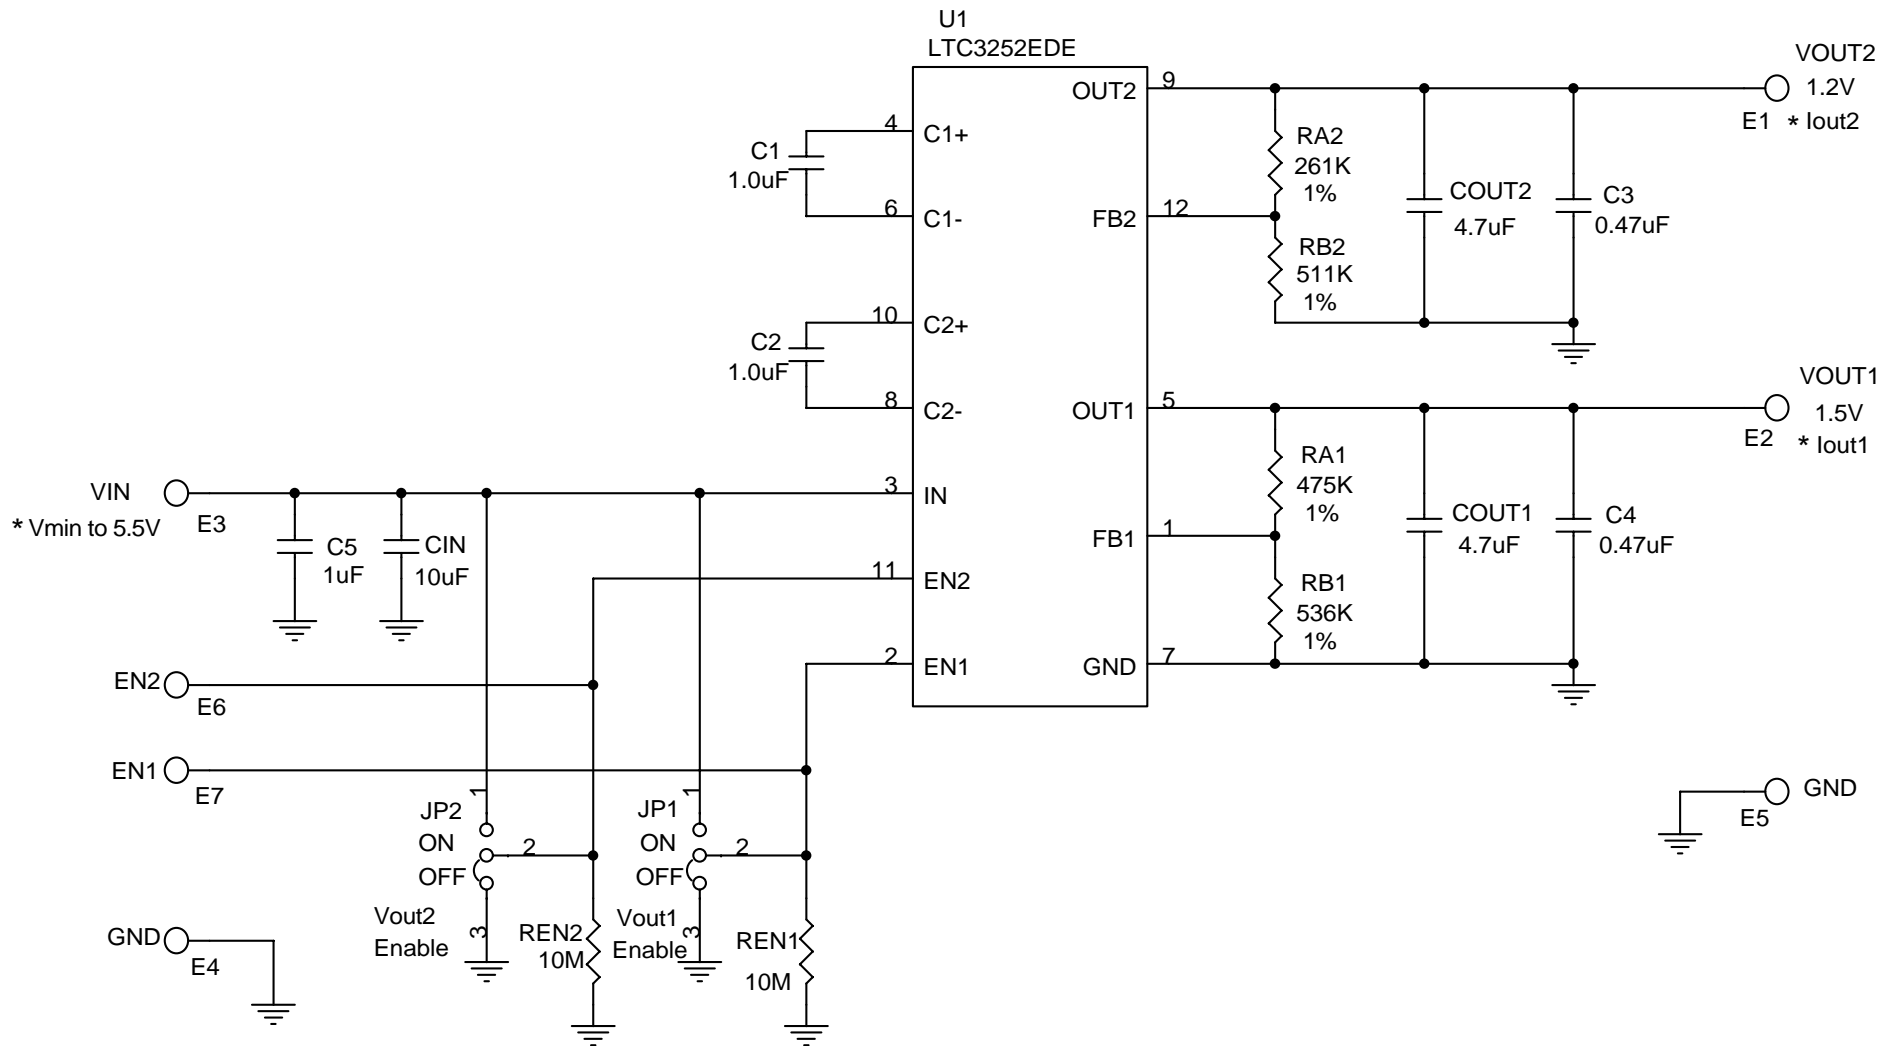 U1
LTC3252EDE
VOUT2
1.2V
E1 * Iout2
OUT2 9
4 C1+
C1
1.0uF
6 C1-
RA2
261K
1%
FB2 12
RB2
511K
1%
COUT2
4.7uF
C3
0.47uF
10 C2+
C2
1.0uF
8 C2-
VOUT1
1.5V
E2 * Iout1
OUT1 5
RA1
475K
1%
FB1 1
RB1
536K
1%
COUT1
4.7uF
C4
0.47uF
GND 7
VIN
E3
* Vmin to 5.5V
C5
1uF
CIN
10uF
3 IN
11 EN2
2 EN1
EN2
E6
EN1
E7
1
JP2
ON
OFF
2
Vout2
Enable
3
REN2
10M
1
JP1
ON
OFF
2
Vout1
Enable
3
REN1
10M
GND
E4
GND
E5